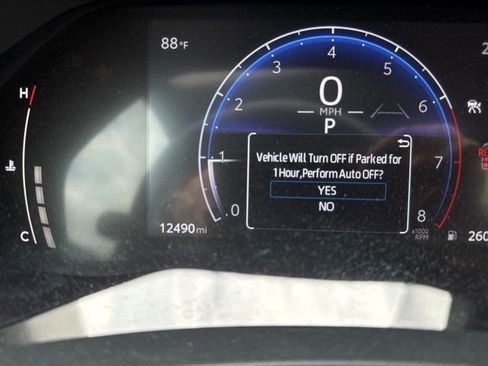 88°F
H
C
0
1
2
3
4
5
6
7
8
x1000
RPM
0
MPH
P
Vehicle Will Turn OFF if Parked for
1 Hour,Perform Auto OFF?
YES
NO
12490 mi
260